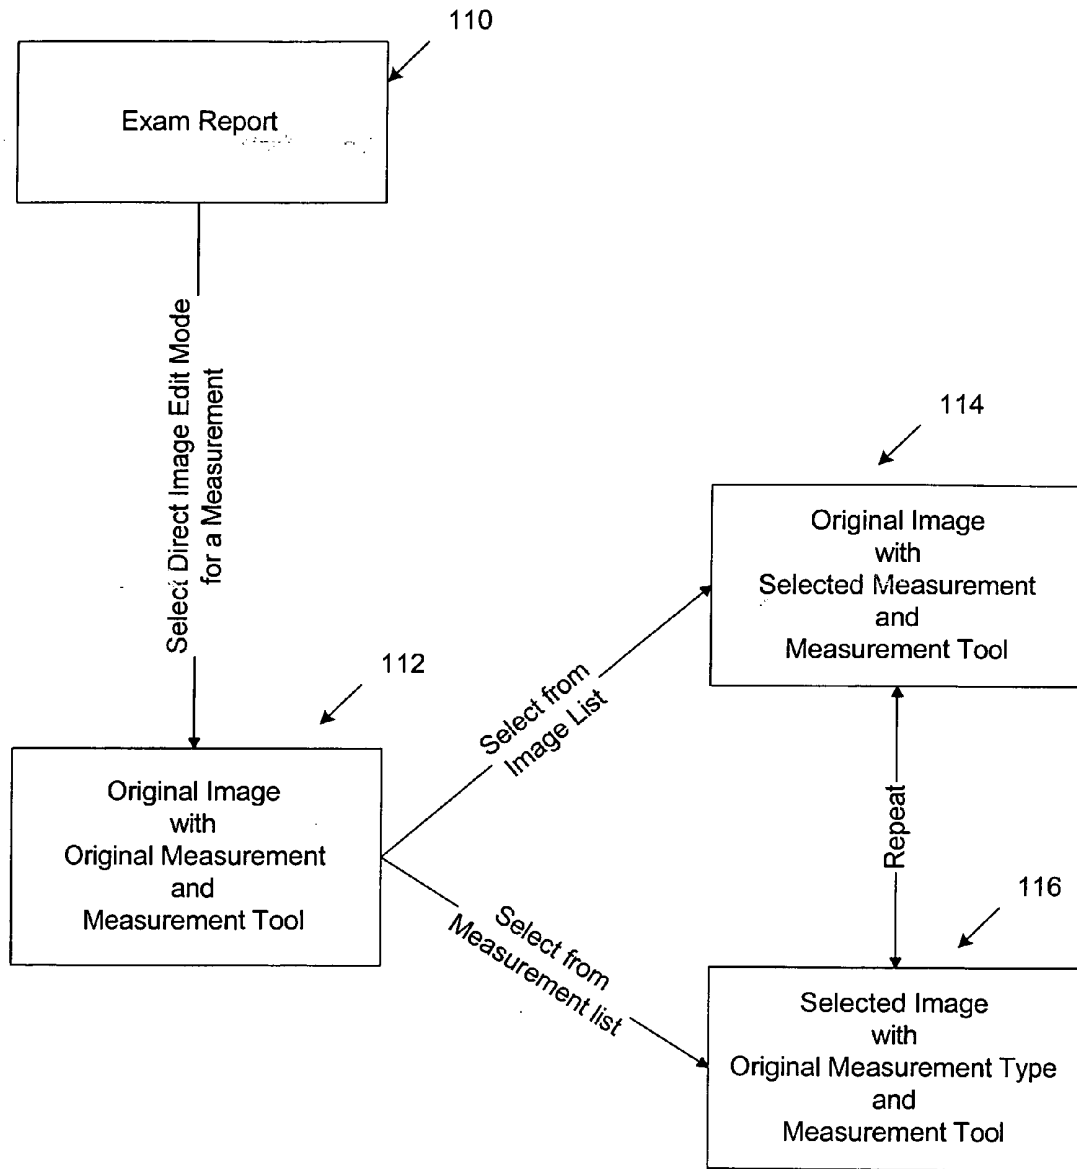 110
Exam Report
Select Direct Image Edit Mode
for a Measurement
112
Original Image
with
Original Measurement
and
Measurement Tool
Select from
Image List
114
Original Image
with
Selected Measurement
and
Measurement Tool
Repeat
Select from
Measurement list
116
Selected Image
with
Original Measurement Type
and
Measurement Tool